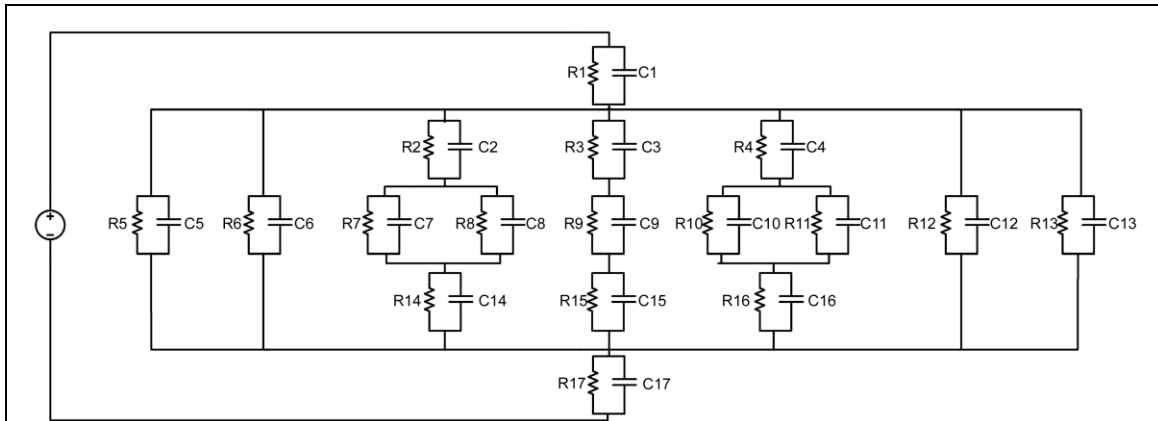 R1 C1
R2 C2 R3 C3 R4 C4
R5 C5 R6 C6 R7 C7 R8 C8 R9 C9 R10 C10 R11 C11 R12 C12 R13 C13
R14 C14 R15 C15 R16 C16
R17 C17